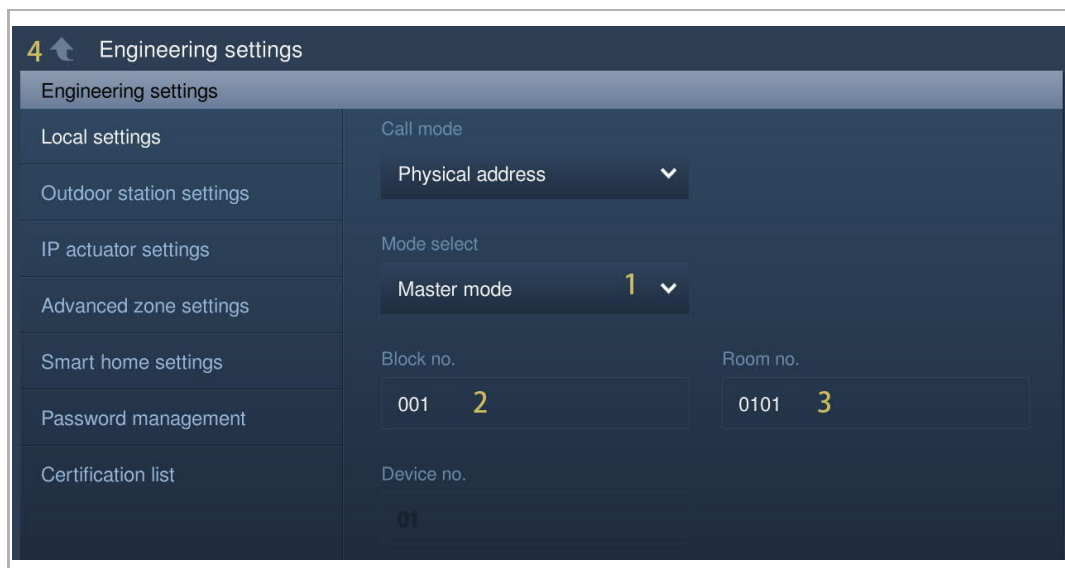 4 Engineering settings
Engineering settings
Local settings
Outdoor station settings
IP actuator settings
Advanced zone settings
Smart home settings
Password management
Certification list
Call mode
Physical address
Mode select
Master mode 1
Block no.
001 2
Room no.
0101 3
Device no.
01